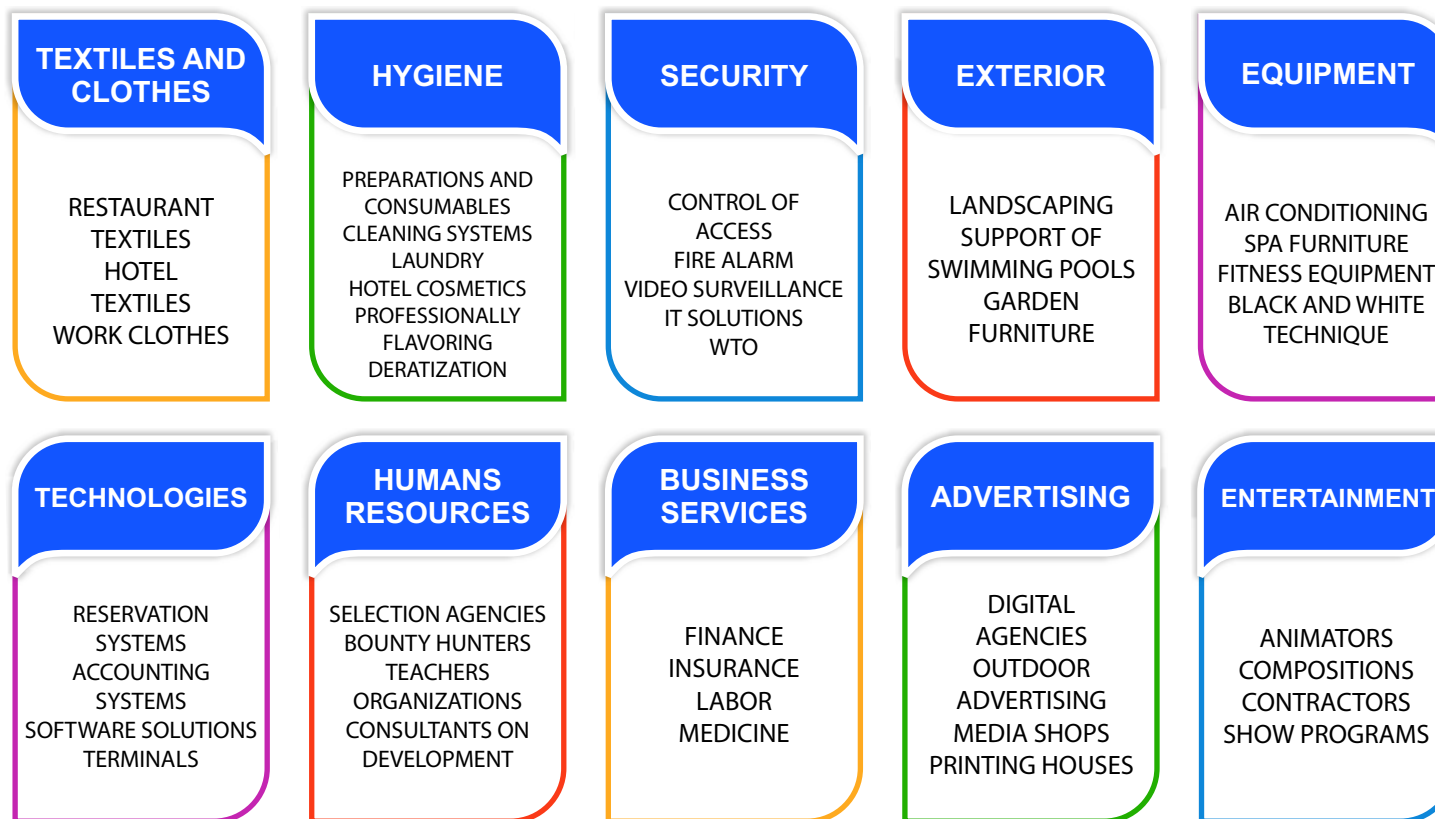 TEXTILES AND
CLOTHES
RESTAURANT
TEXTILES
HOTEL
TEXTILES
WORK CLOTHES
HYGIENE
PREPARATIONS AND
CONSUMABLES
CLEANING SYSTEMS
LAUNDRY
HOTEL COSMETICS
PROFESSIONALLY
FLAVORING
DERATIZATION
SECURITY
CONTROL OF
ACCESS
FIRE ALARM
VIDEO SURVEILLANCE
IT SOLUTIONS
WTO
EXTERIOR
LANDSCAPING
SUPPORT OF
SWIMMING POOLS
GARDEN
FURNITURE
EQUIPMENT
AIR CONDITIONING
SPA FURNITURE
FITNESS EQUIPMENT
BLACK AND WHITE
TECHNIQUE
TECHNOLOGIES
RESERVATION
SYSTEMS
ACCOUNTING
SYSTEMS
SOFTWARE SOLUTIONS
TERMINALS
HUMANS
RESOURCES
SELECTION AGENCIES
BOUNTY HUNTERS
TEACHERS
ORGANIZATIONS
CONSULTANTS ON
DEVELOPMENT
BUSINESS
SERVICES
FINANCE
INSURANCE
LABOR
MEDICINE
ADVERTISING
DIGITAL
AGENCIES
OUTDOOR
ADVERTISING
MEDIA SHOPS
PRINTING HOUSES
ENTERTAINMENT
ANIMATORS
COMPOSITIONS
CONTRACTORS
SHOW PROGRAMS